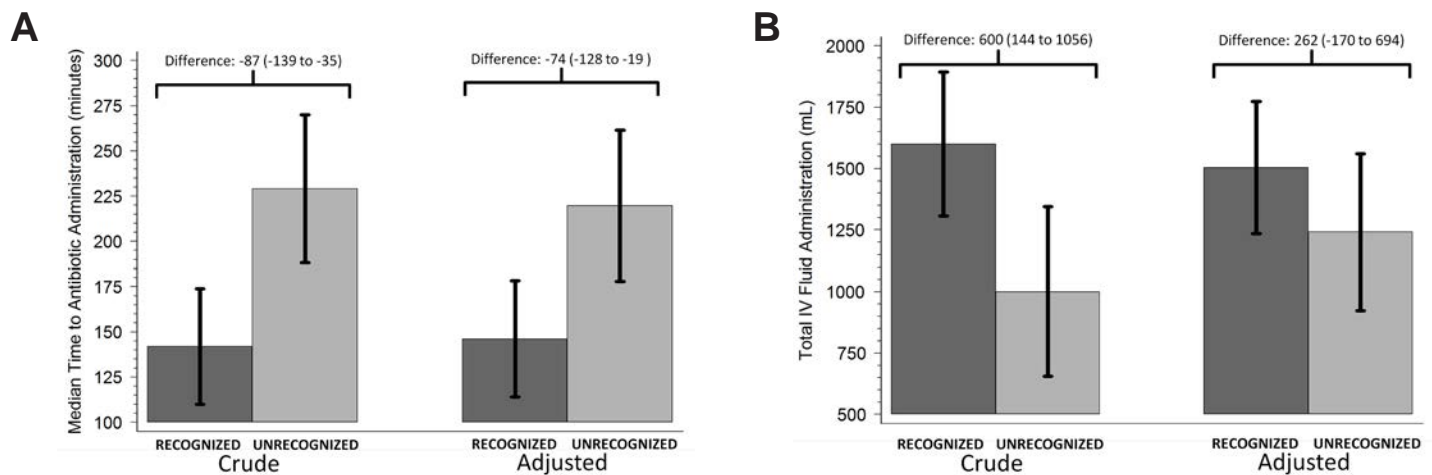 A
Median Time to Antibiotic Administration (minutes)
300
275
250
225
200
175
150
125
100
Difference: -87 (-139 to -35)
Difference: -74 (-128 to -19 )
RECOGNIZED UNRECOGNIZED
RECOGNIZED UNRECOGNIZED
Crude
Adjusted
B
Total IV Fluid Administration (mL)
2000
1750
1500
1250
1000
750
500
Difference: 600 (144 to 1056)
Difference: 262 (-170 to 694)
RECOGNIZED UNRECOGNIZED
RECOGNIZED UNRECOGNIZED
Crude
Adjusted